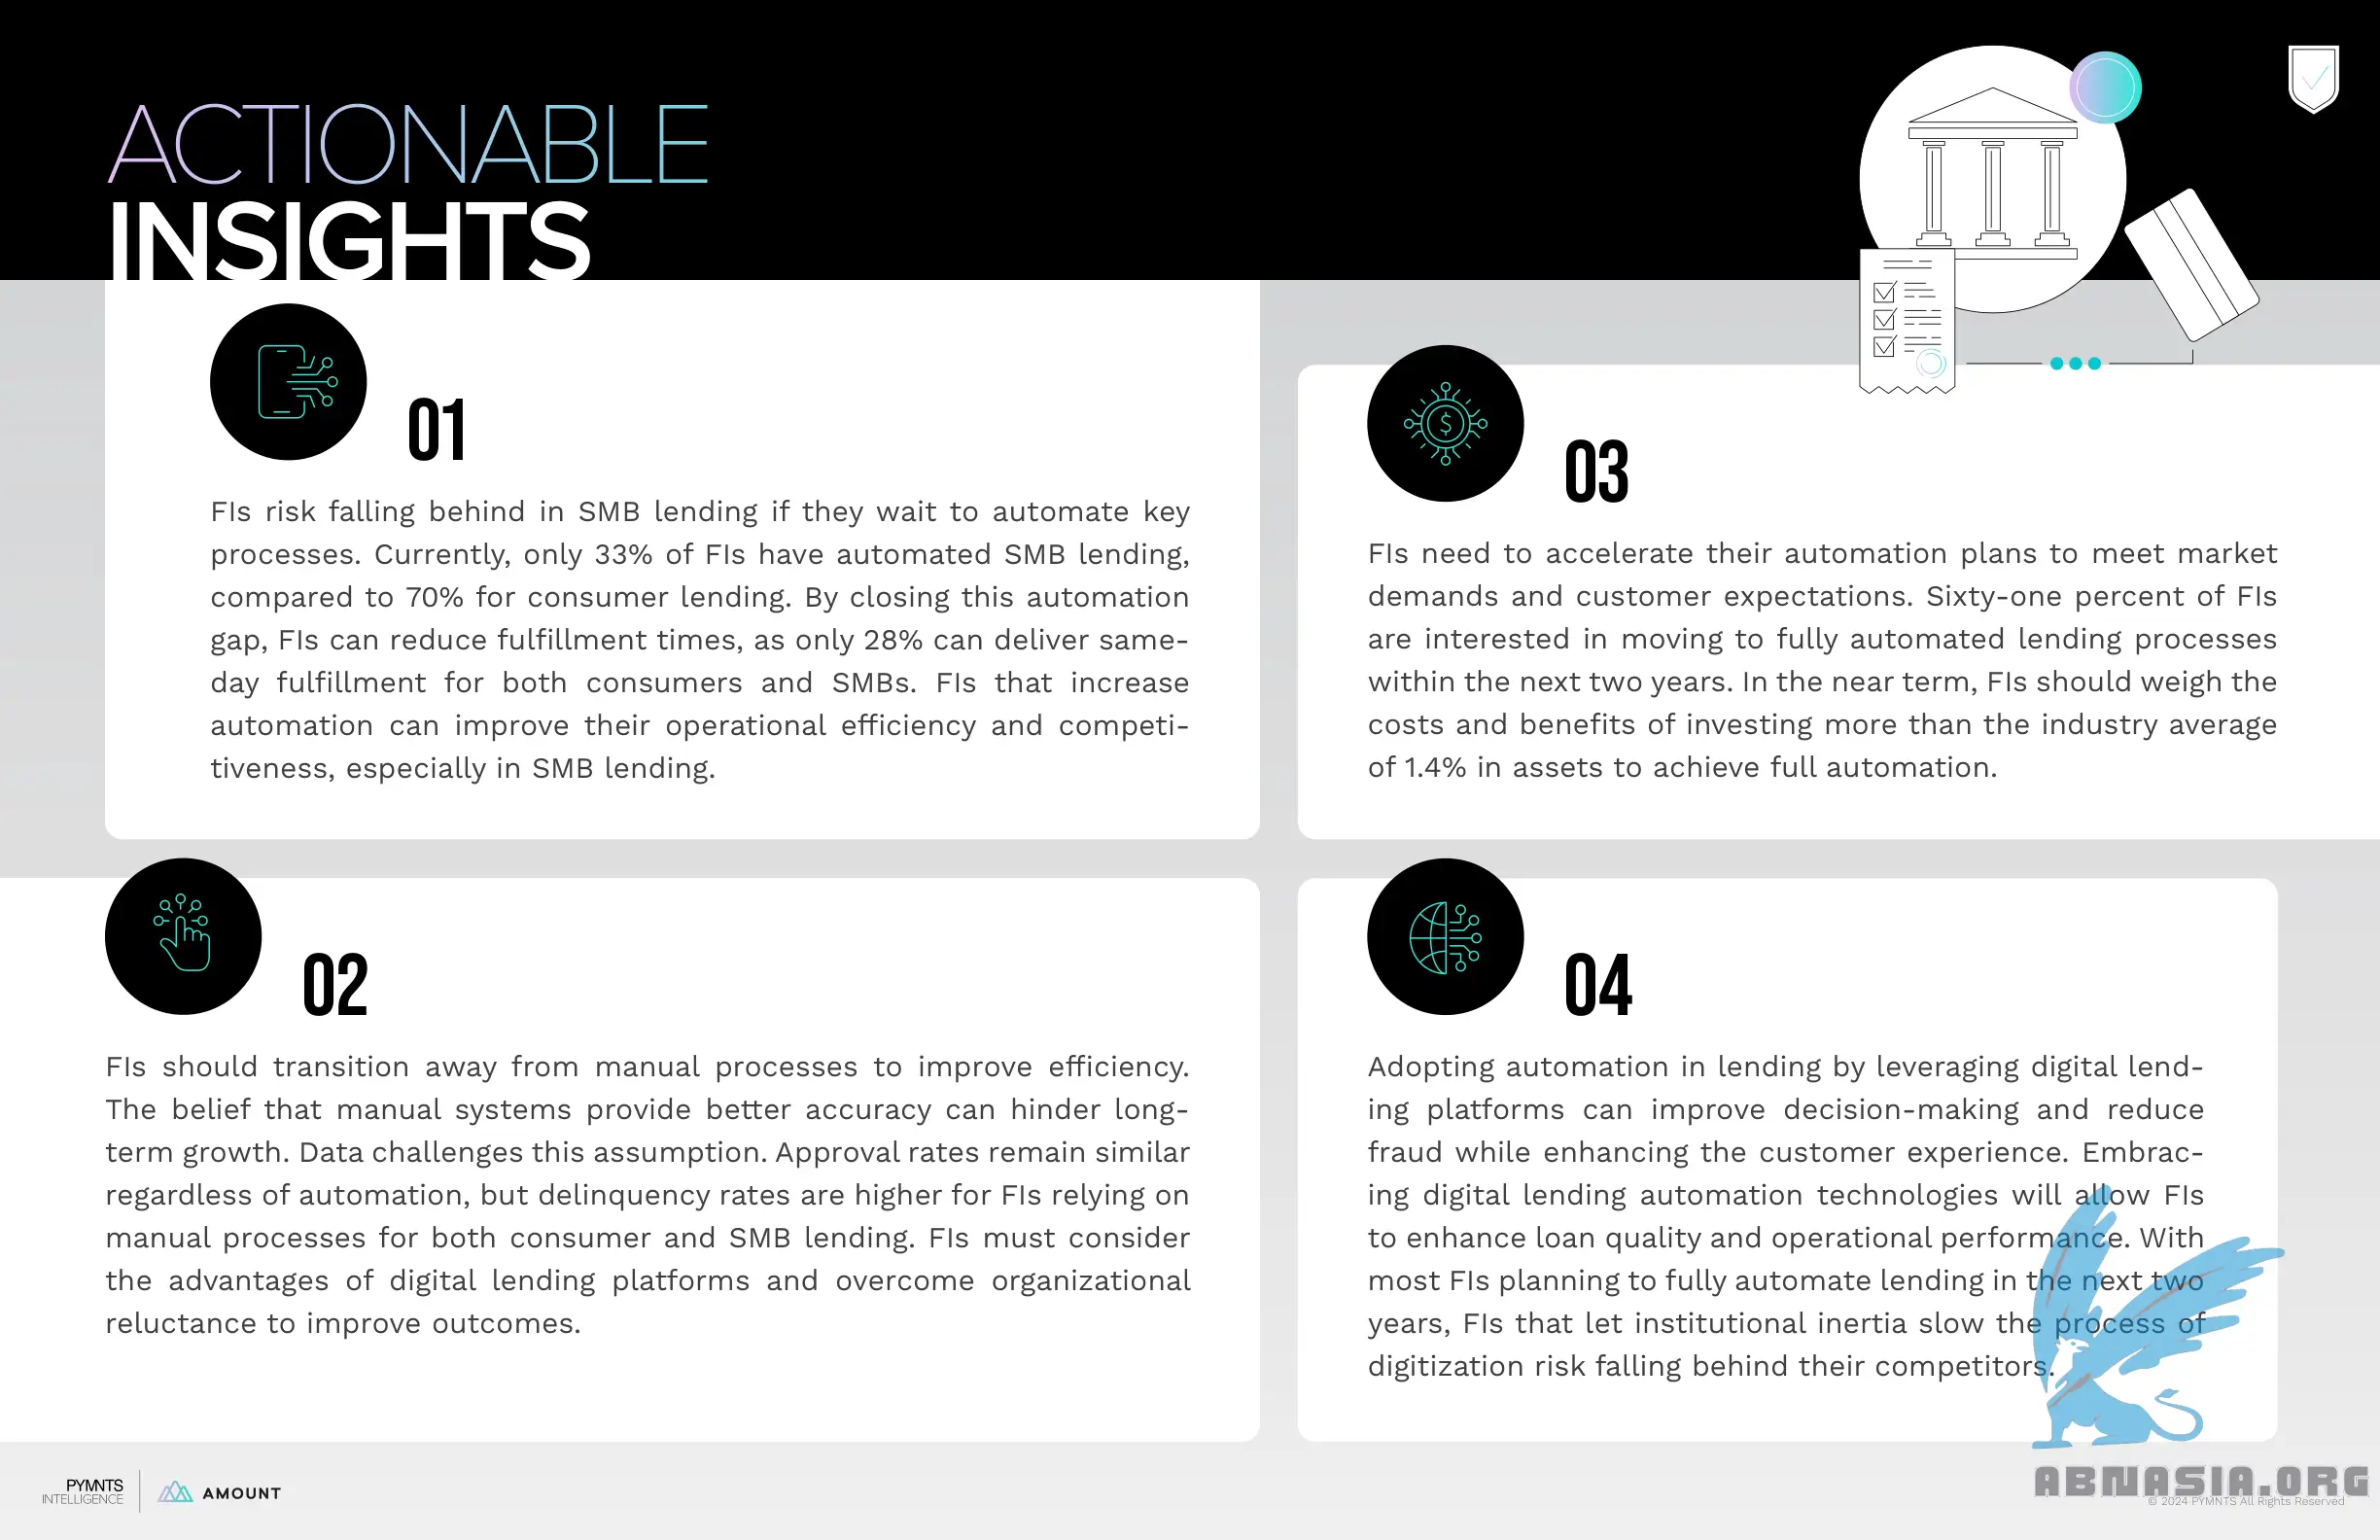 ACTIONABLE
INSIGHTS
01
FIs risk falling behind in SMB lending if they wait to automate key
processes. Currently, only 33% of FIs have automated SMB lending,
compared to 70% for consumer lending. By closing this automation
gap, FIs can reduce fulfillment times, as only 28% can deliver same-
day fulfillment for both consumers and SMBs. FIs that increase
automation can improve their operational efficiency and competi-
tiveness, especially in SMB lending.
02
FIs should transition away from manual processes to improve efficiency.
The belief that manual systems provide better accuracy can hinder long-
term growth. Data challenges this assumption. Approval rates remain similar
regardless of automation, but delinquency rates are higher for FIs relying on
manual processes for both consumer and SMB lending. FIs must consider
the advantages of digital lending platforms and overcome organizational
reluctance to improve outcomes.
03
FIs need to accelerate their automation plans to meet market
demands and customer expectations. Sixty-one percent of FIs
are interested in moving to fully automated lending processes
within the next two years. In the near term, FIs should weigh the
costs and benefits of investing more than the industry average
of 1.4% in assets to achieve full automation.
04
Adopting automation in lending by leveraging digital lend-
ing platforms can improve decision-making and reduce
fraud while enhancing the customer experience. Embrac-
ing digital lending automation technologies will allow FIs
to enhance loan quality and operational performance. With
most FIs planning to fully automate lending in the next two
years, FIs that let institutional inertia slow the process of
digitization risk falling behind their competitors.
PYMNTS
INTELLIGENCE
AMOUNT
ABNASIA.ORG
© 2024 PYMNTS All Rights Reserved